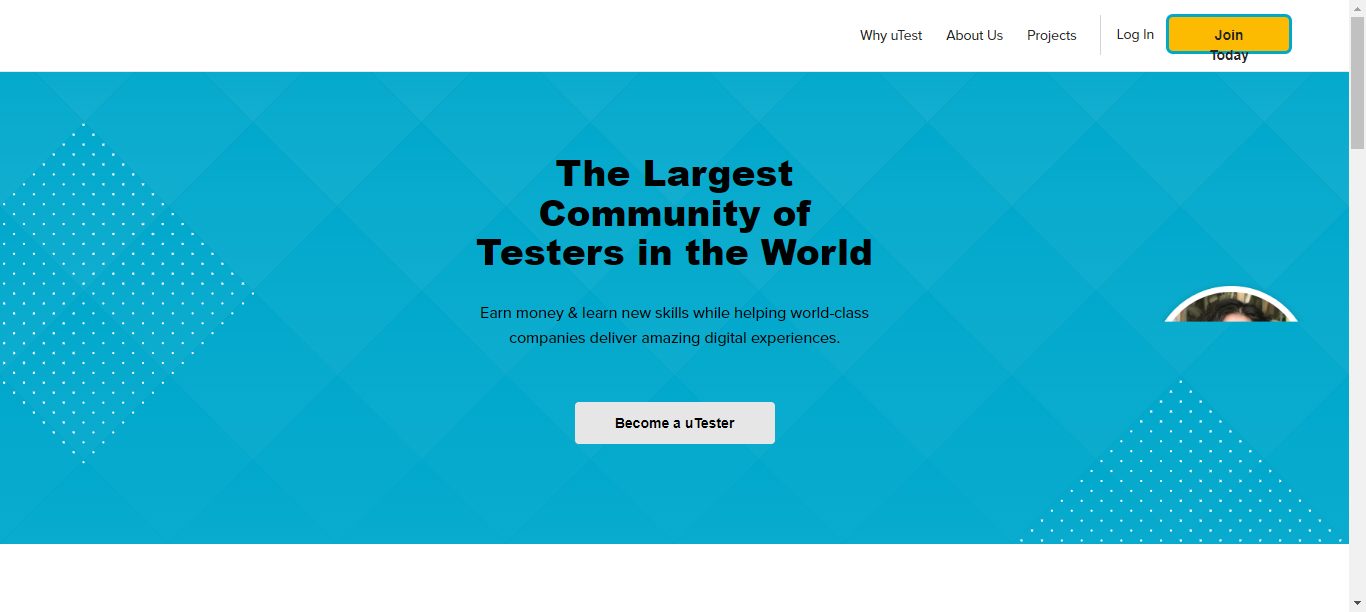 Why uTest
About Us
Projects
Log In
Join
Today
The Largest
Community of
Testers in the World
Earn money & learn new skills while helping world-class
companies deliver amazing digital experiences.
Become a uTester